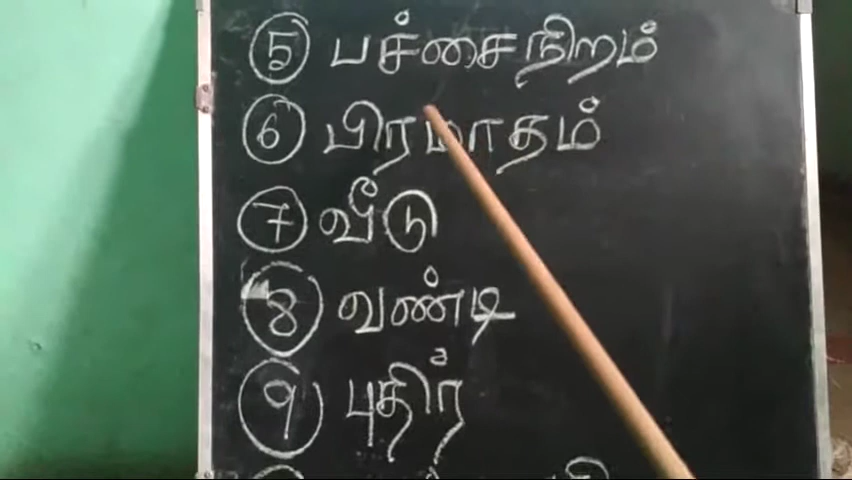 5 பச்சைநிறம்
6 பிரமாதம்
7 வீடு
8 வண்டி
9 புதிர்